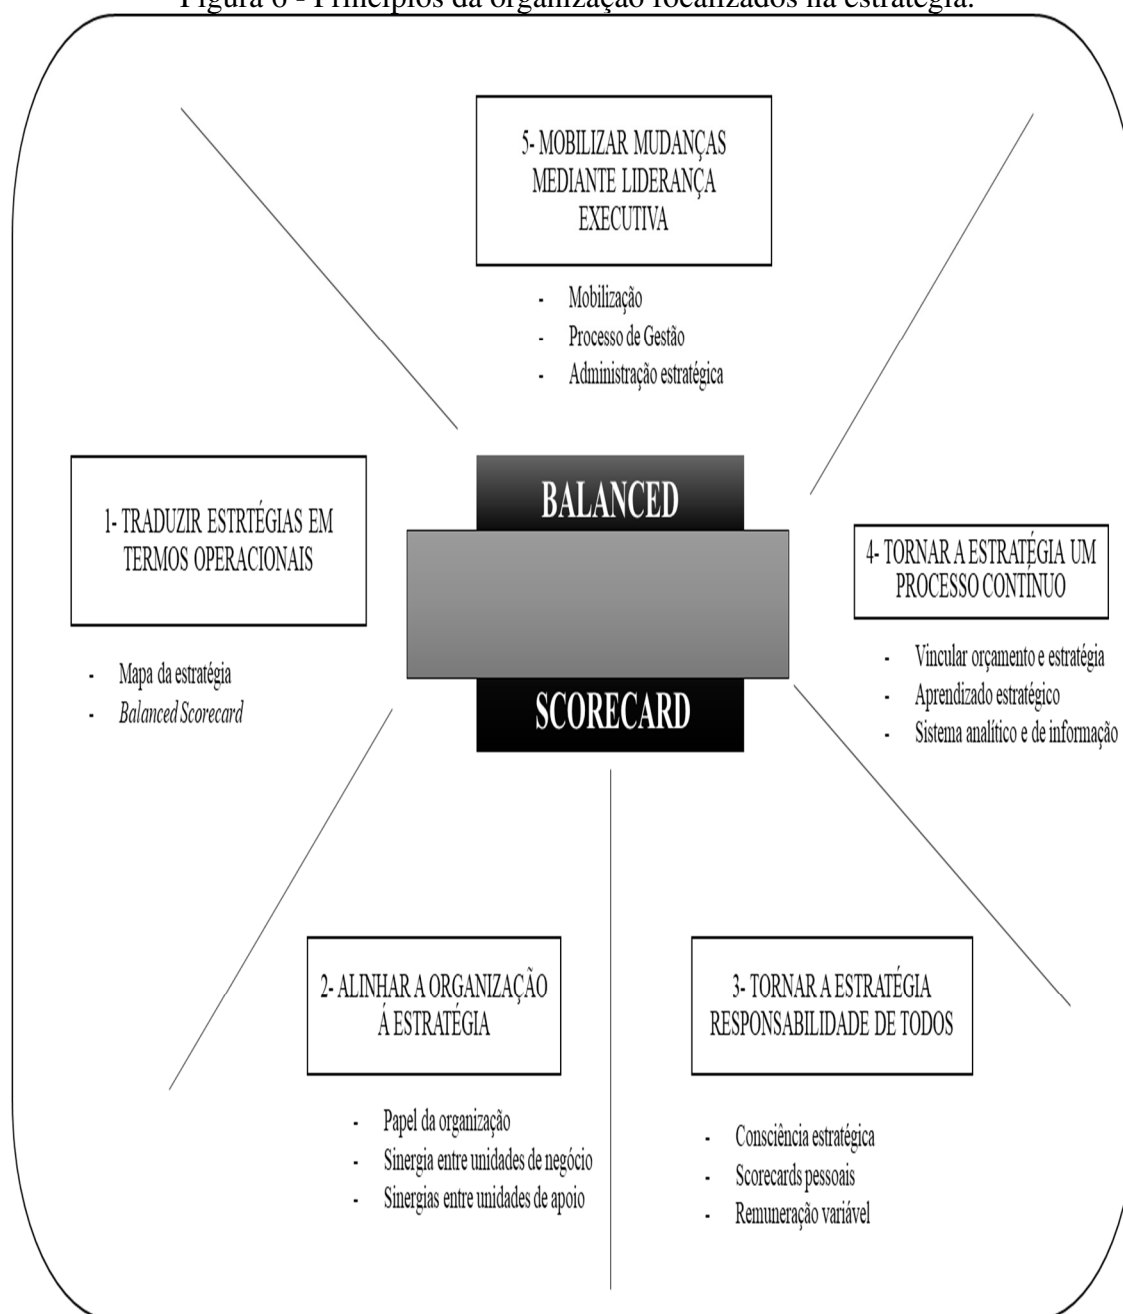 Figura 6 - Princípios da organização focalizados na estratégia.
5- MOBILIZAR MUDANÇAS
MEDIANTE LIDERANÇA
EXECUTIVA
- Mobilização
- Processo de Gestão
- Administração estratégica
1- TRADUZIR ESTRTÉGIAS EM
TERMOS OPERACIONAIS
- Mapa da estratégia
- Balanced Scorecard
BALANCED
SCORECARD
4- TORNAR A ESTRATÉGIA UM
PROCESSO CONTÍNUO
- Vincular orçamento e estratégia
- Aprendizado estratégico
- Sistema analítico e de informação
2- ALINHAR A ORGANIZAÇÃO
Á ESTRATÉGIA
- Papel da organização
- Sinergia entre unidades de negócio
- Sinergias entre unidades de apoio
3- TORNAR A ESTRATÉGIA
RESPONSABILIDADE DE TODOS
- Consciência estratégica
- Scorecards pessoais
- Remuneração variável